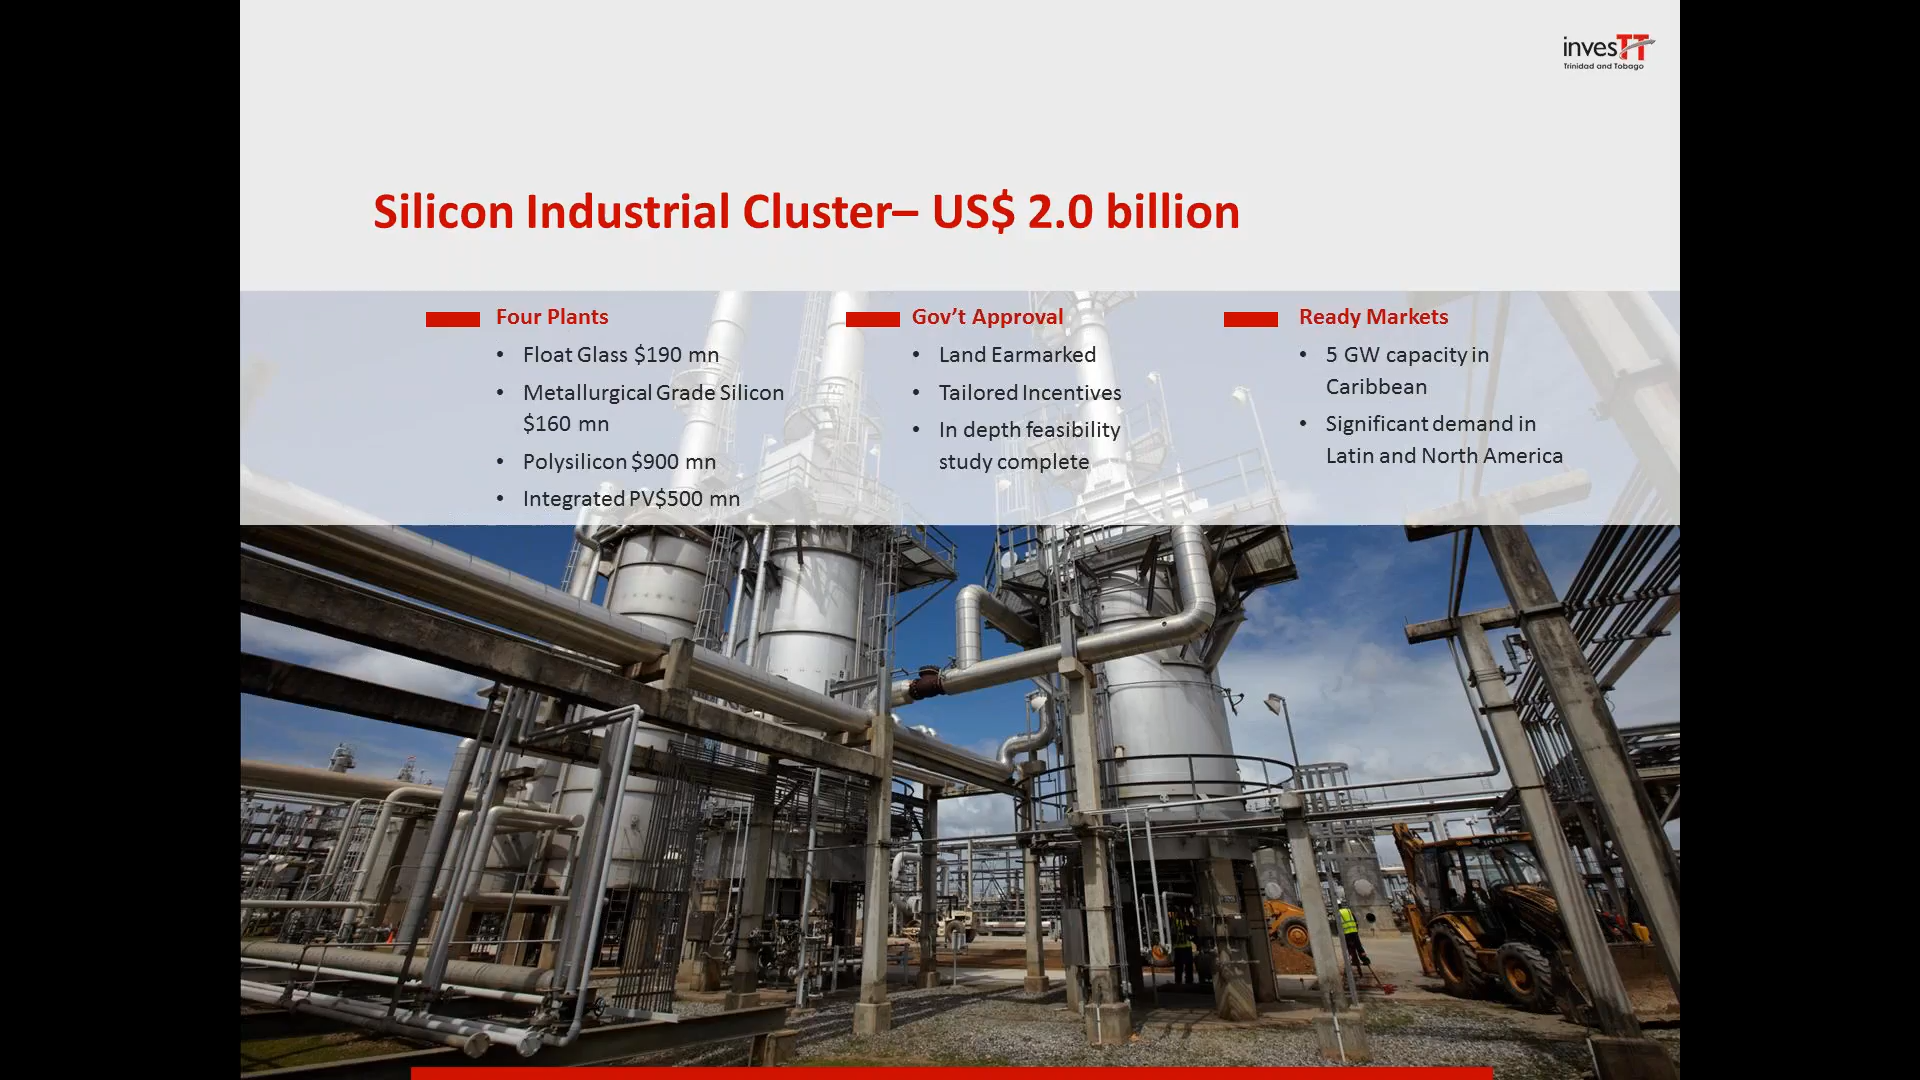 invesTT
Trinidad and Tobago
Silicon Industrial Cluster– US$ 2.0 billion
Four Plants
• Float Glass $190 mn
• Metallurgical Grade Silicon
$160 mn
• Polysilicon $900 mn
• Integrated PV$500 mn
Gov’t Approval
• Land Earmarked
• Tailored Incentives
• In depth feasibility
study complete
Ready Markets
• 5 GW capacity in
Caribbean
• Significant demand in
Latin and North America